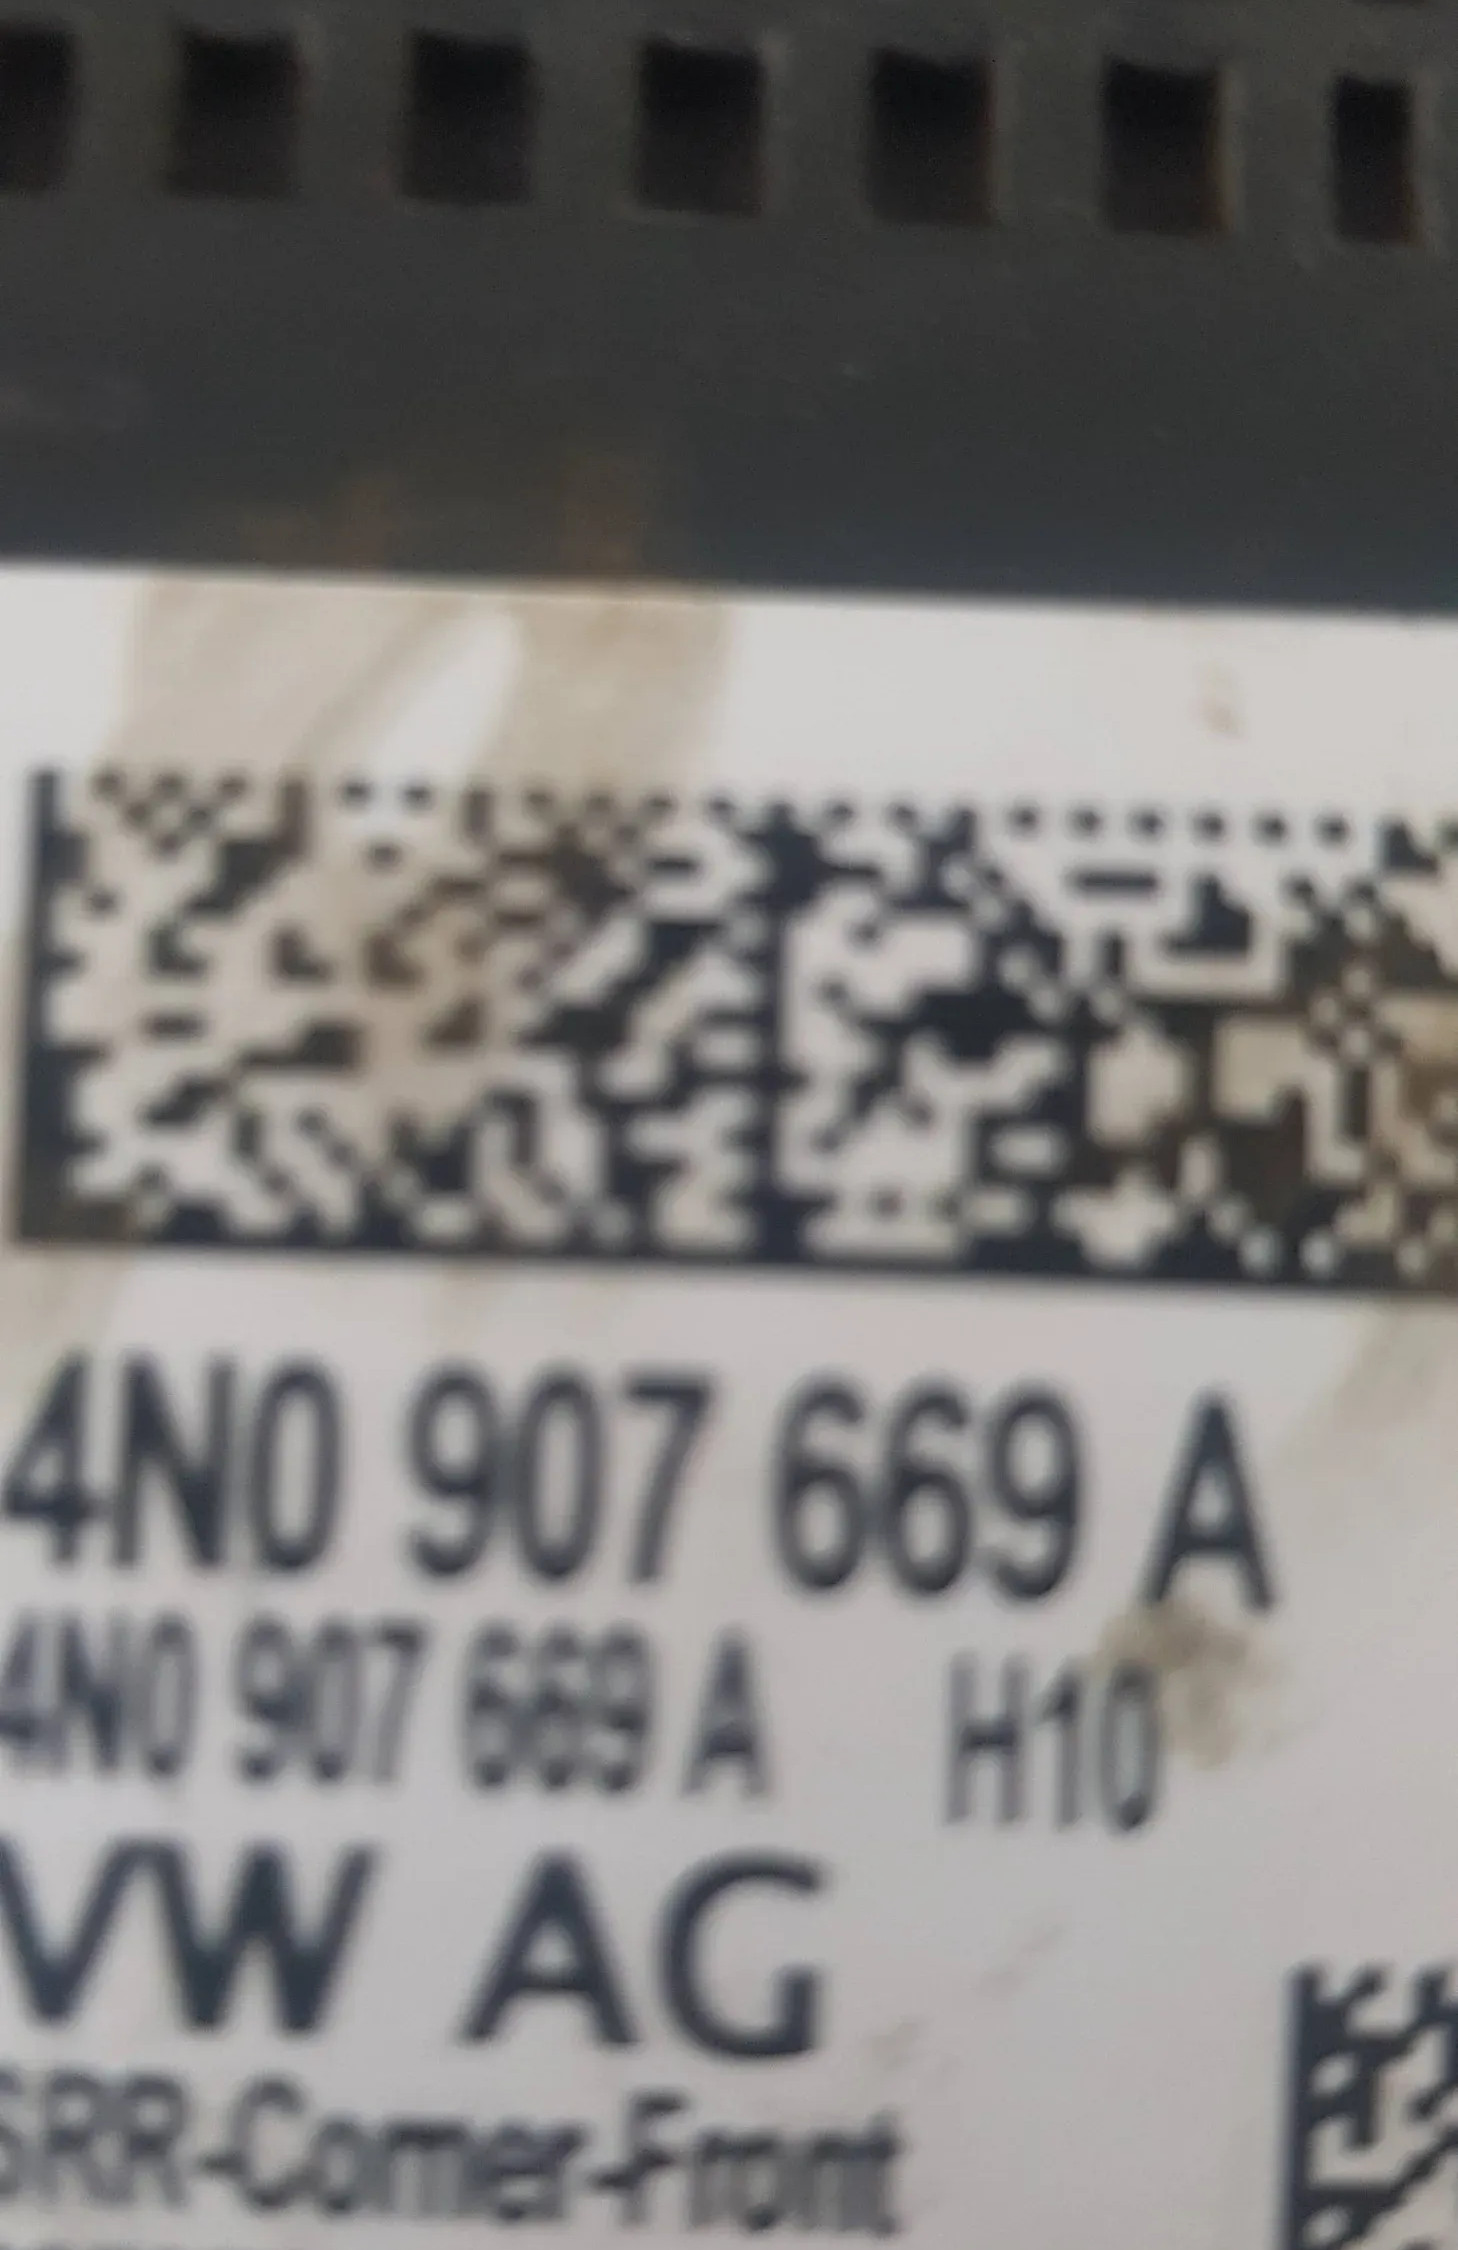 4N0 907 669 A
4N0 907 669 A H10
VW AG
SRR-Corner-Front